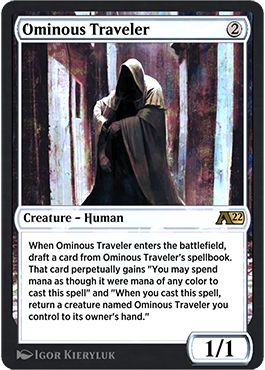 Ominous Traveler 2
Creature – Human
A22
When Ominous Traveler enters the battlefield,
draft a card from Ominous Traveler's spellbook.
That card perpetually gains "You may spend
mana as though it were mana of any color to
cast this spell" and "When you cast this spell,
return a creature named Ominous Traveler you
control to its owner's hand."
Igor Kieryluk
1/1